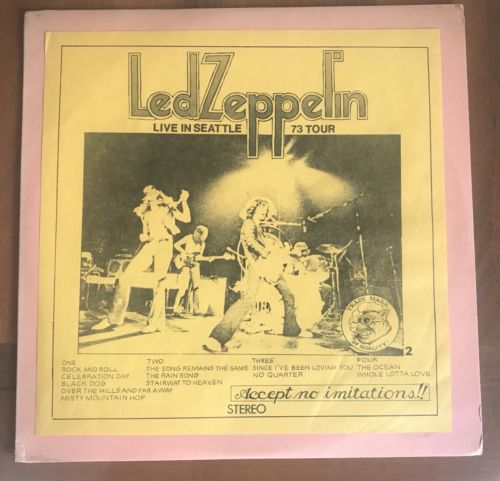 Led Zeppelin
LIVE IN SEATTLE 73 TOUR
TRADE MARK
OF QUALITY
2
ONE
ROCK AND ROLL
CELEBRATION DAY
BLACK DOG
OVER THE HILLS AND FAR AWAY
MISTY MOUNTAIN HOP
TWO
THE SONG REMAINS THE SAME
THE RAIN SONG
STAIRWAY TO HEAVEN
THREE
SINCE I'VE BEEN LOVING YOU
NO QUARTER
FOUR
THE OCEAN
WHOLE LOTTA LOVE
Accept no imitations!!
STEREO